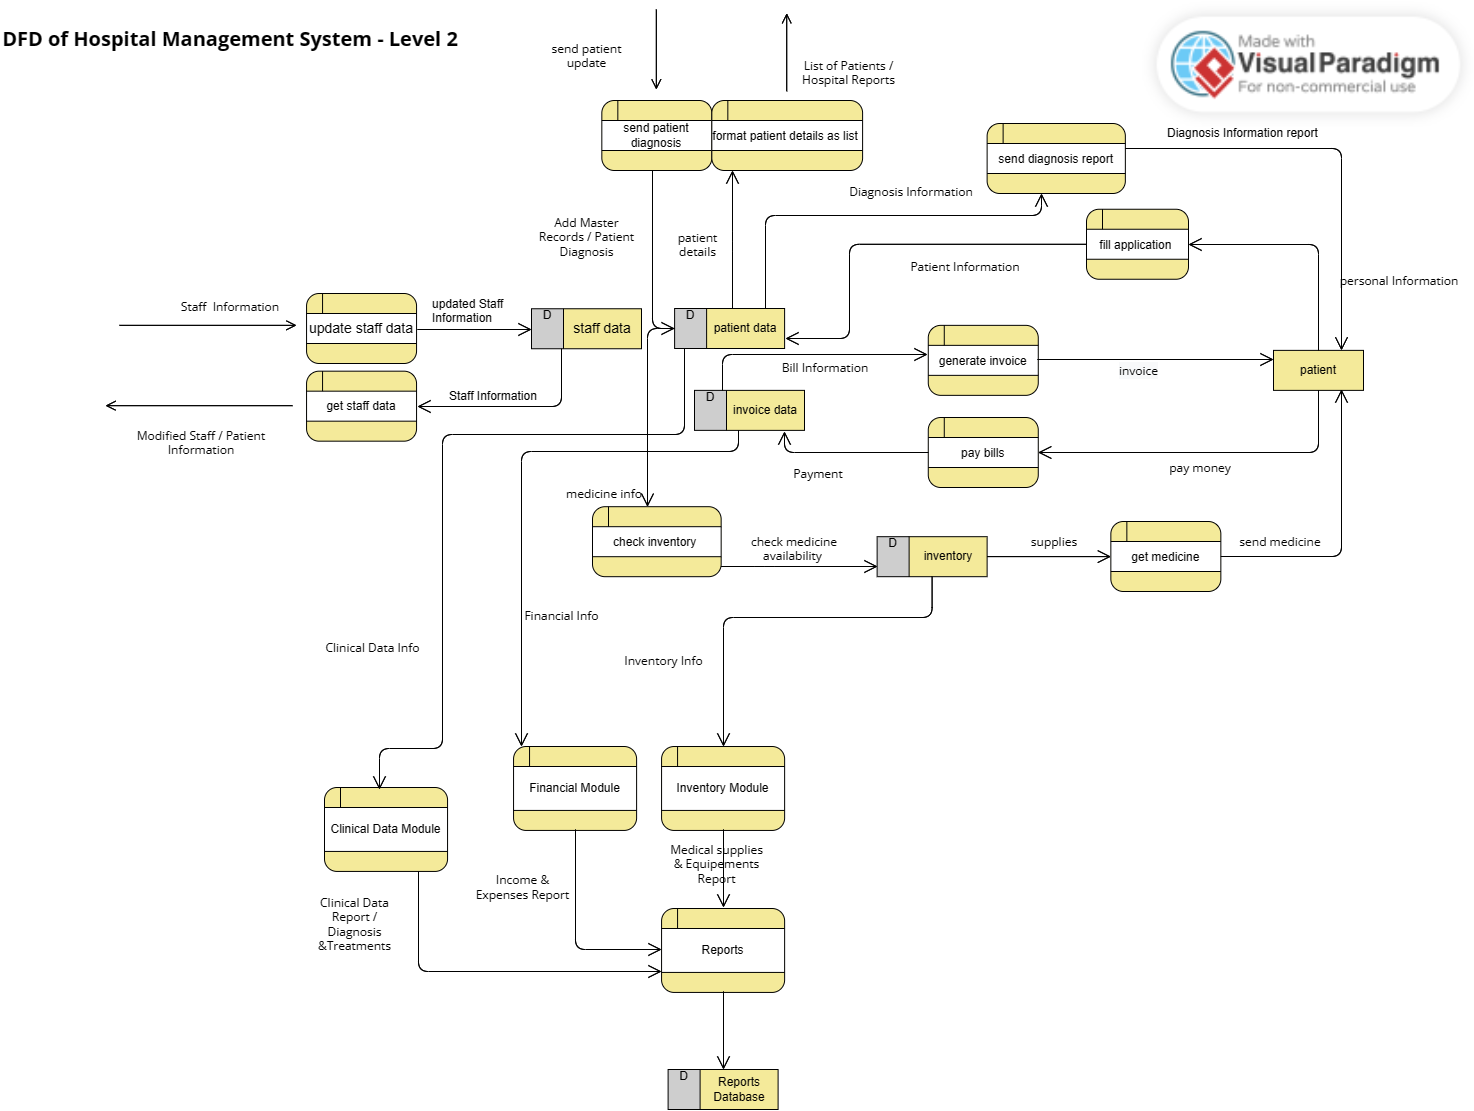 DFD of Hospital Management System - Level 2
Made with
VisualParadigm
For non-commercial use
send patient
update
List of Patients /
Hospital Reports
send patient
diagnosis
format patient details as list
send diagnosis report
Diagnosis Information report
Diagnosis Information
Add Master
Records / Patient
Diagnosis
patient
details
fill application
Patient Information
personal Information
Staff  Information
update staff data
updated Staff
Information
D
staff data
D
patient data
Bill Information
generate invoice
invoice
patient
get staff data
Staff Information
D
invoice data
Modified Staff / Patient
Information
pay bills
Payment
pay money
medicine info
check inventory
check medicine
availability
D
inventory
supplies
get medicine
send medicine
Financial Info
Clinical Data Info
Inventory Info
Financial Module
Inventory Module
Clinical Data Module
Medical supplies
& Equipements
Report
Income &
Expenses Report
Clinical Data
Report /
Diagnosis
&Treatments
Reports
D
Reports
Database